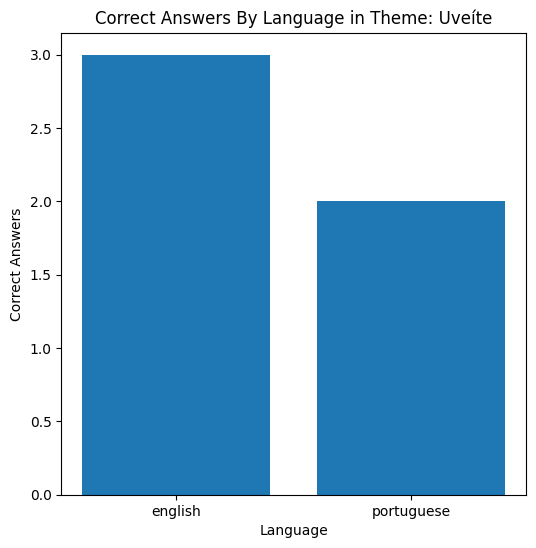 Correct Answers By Language in Theme: Uveíte
3.0
2.5
2.0
1.5
1.0
0.5
0.0
Correct Answers
english
portuguese
Language